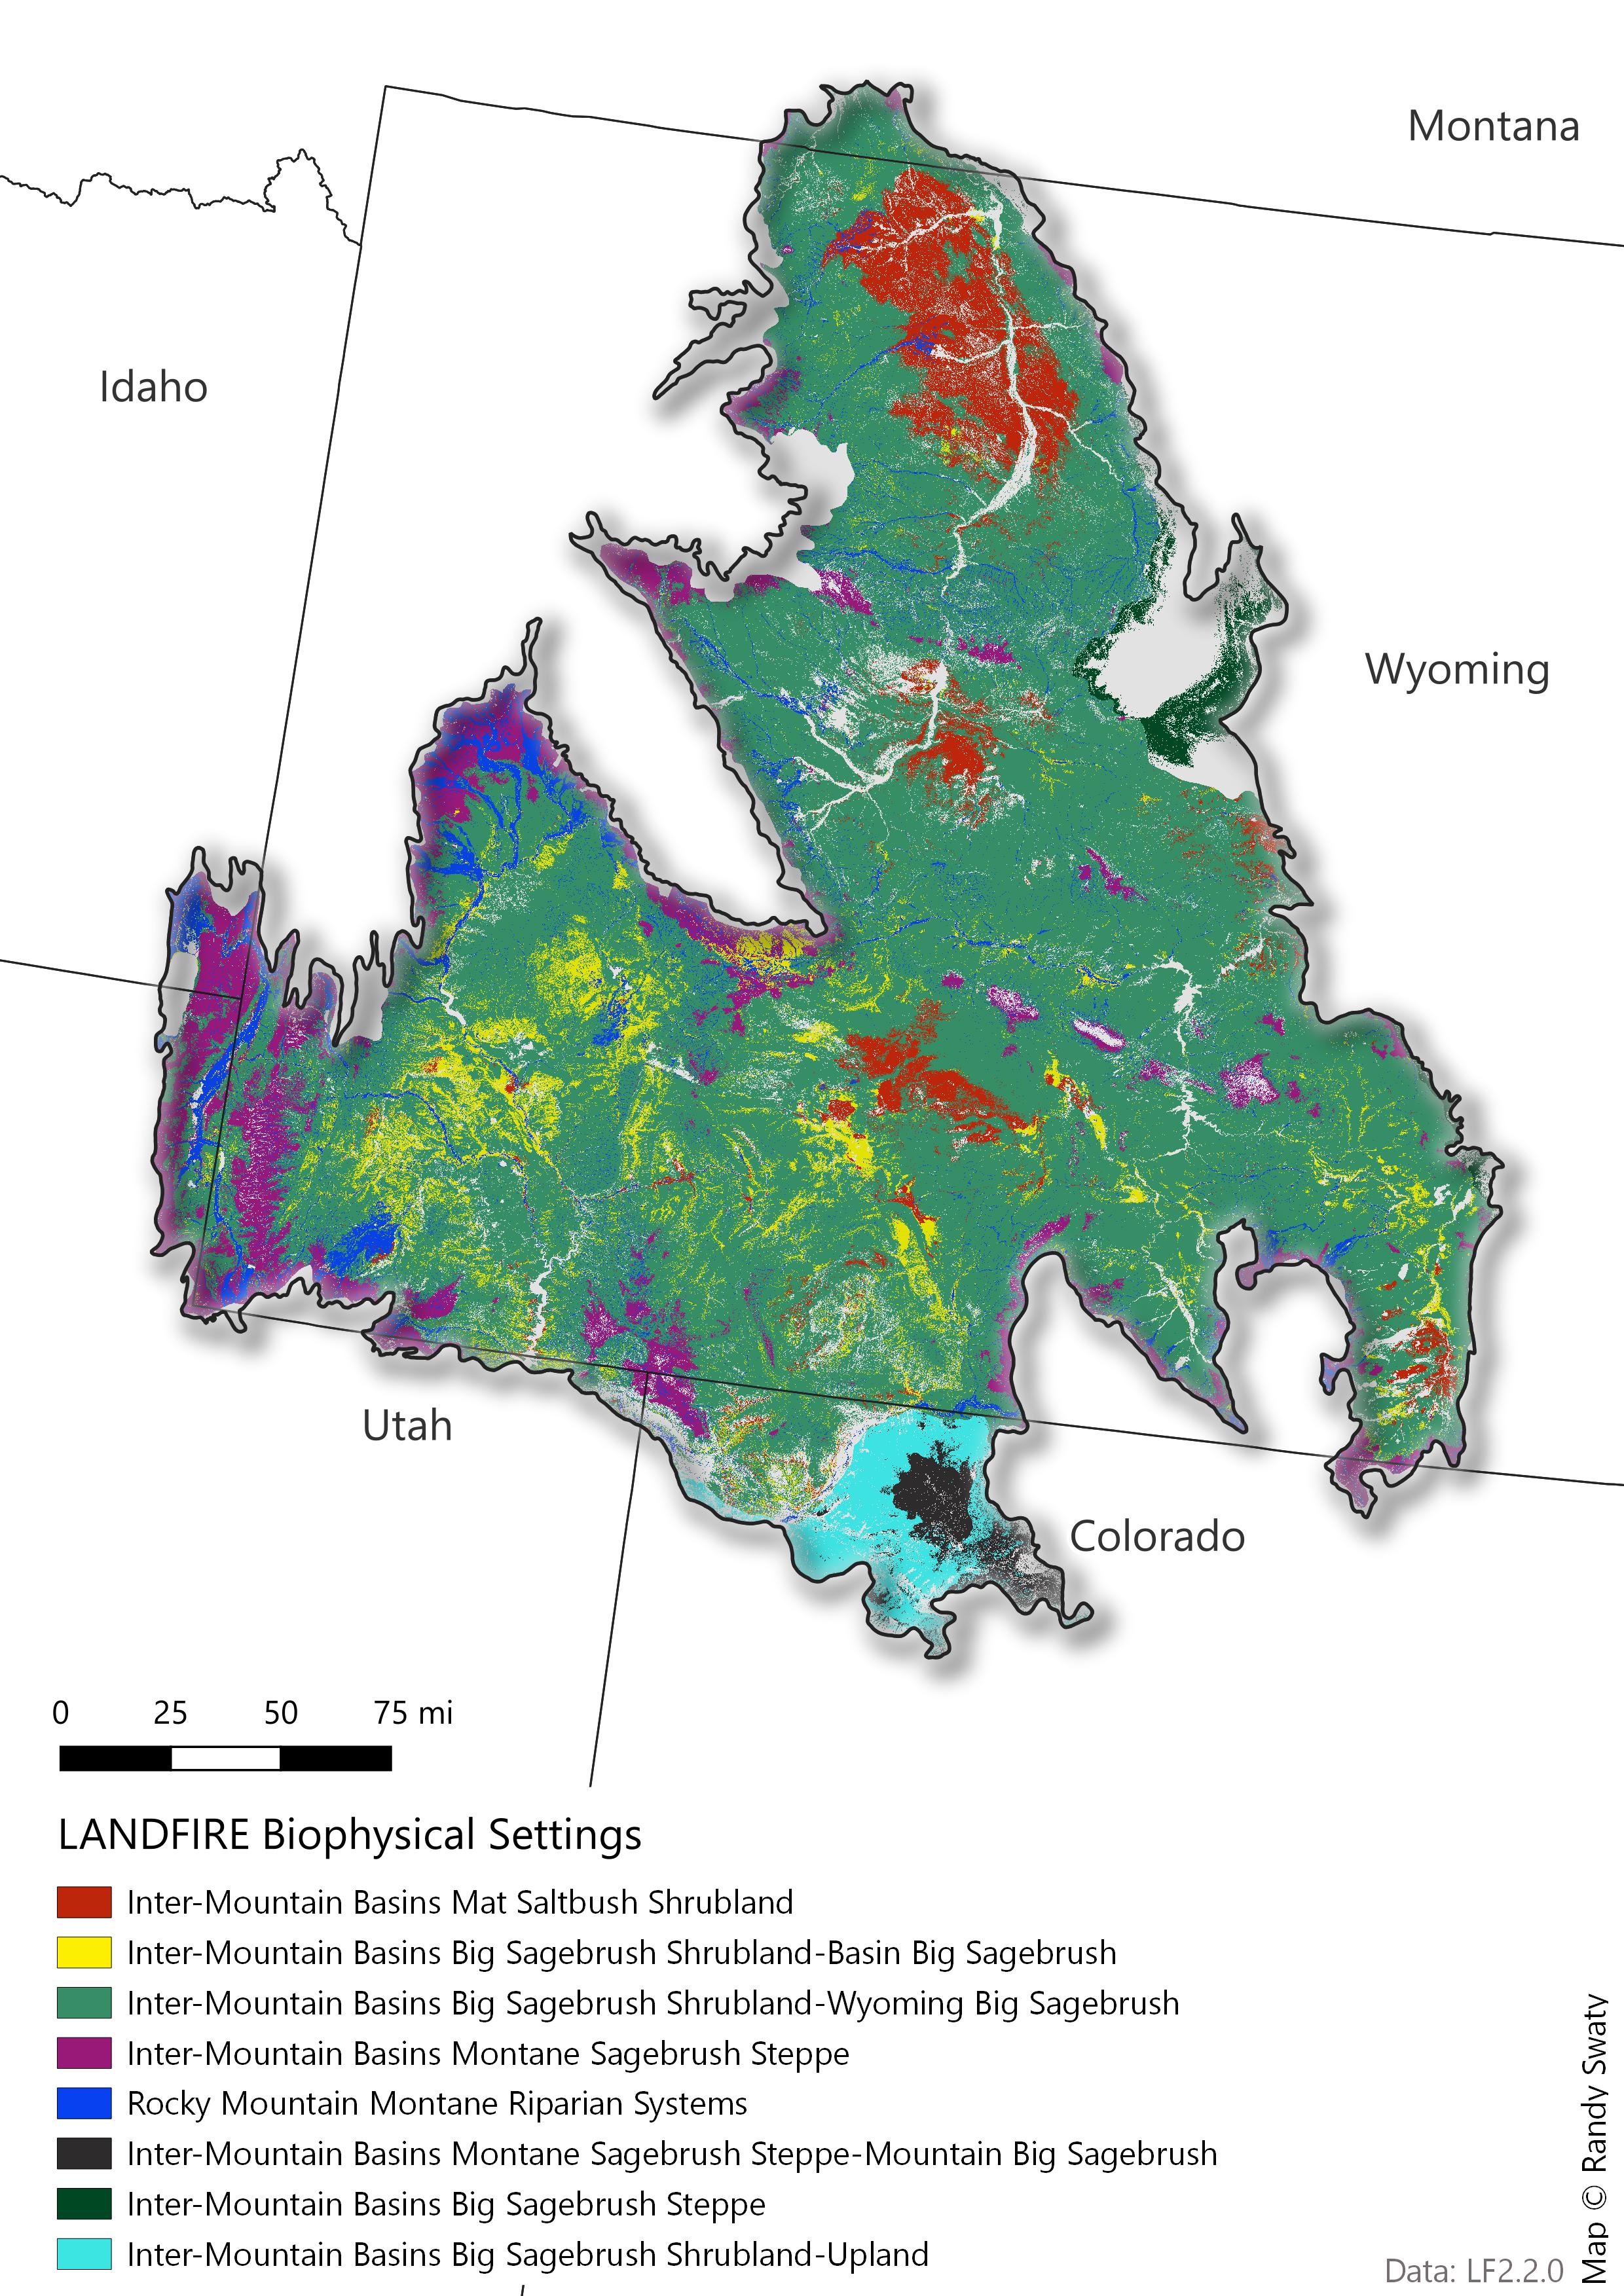 Montana
Idaho
Wyoming
Utah
Colorado
0 25 50 75 mi
LANDFIRE Biophysical Settings
Inter-Mountain Basins Mat Saltbush Shrubland
Inter-Mountain Basins Big Sagebrush Shrubland-Basin Big Sagebrush
Inter-Mountain Basins Big Sagebrush Shrubland-Wyoming Big Sagebrush
Inter-Mountain Basins Montane Sagebrush Steppe
Rocky Mountain Montane Riparian Systems
Inter-Mountain Basins Montane Sagebrush Steppe-Mountain Big Sagebrush
Inter-Mountain Basins Big Sagebrush Steppe
Inter-Mountain Basins Big Sagebrush Shrubland-Upland
Data: LF2.2.0
Map © Randy Swaty